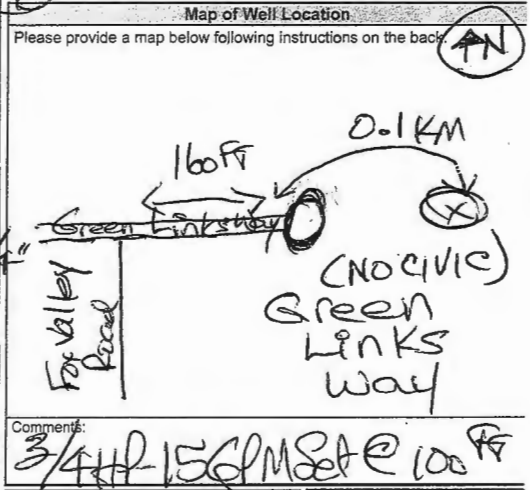 Map of Well Location
Please provide a map below following instructions on the back.
N
0.1 KM
160 FT
Green Links Way
Fox Valley
Road
X
(NO CIVIC)
Green
Links
Way
4"
Comments:
3/4HP-15GPM Set @ 100 FT